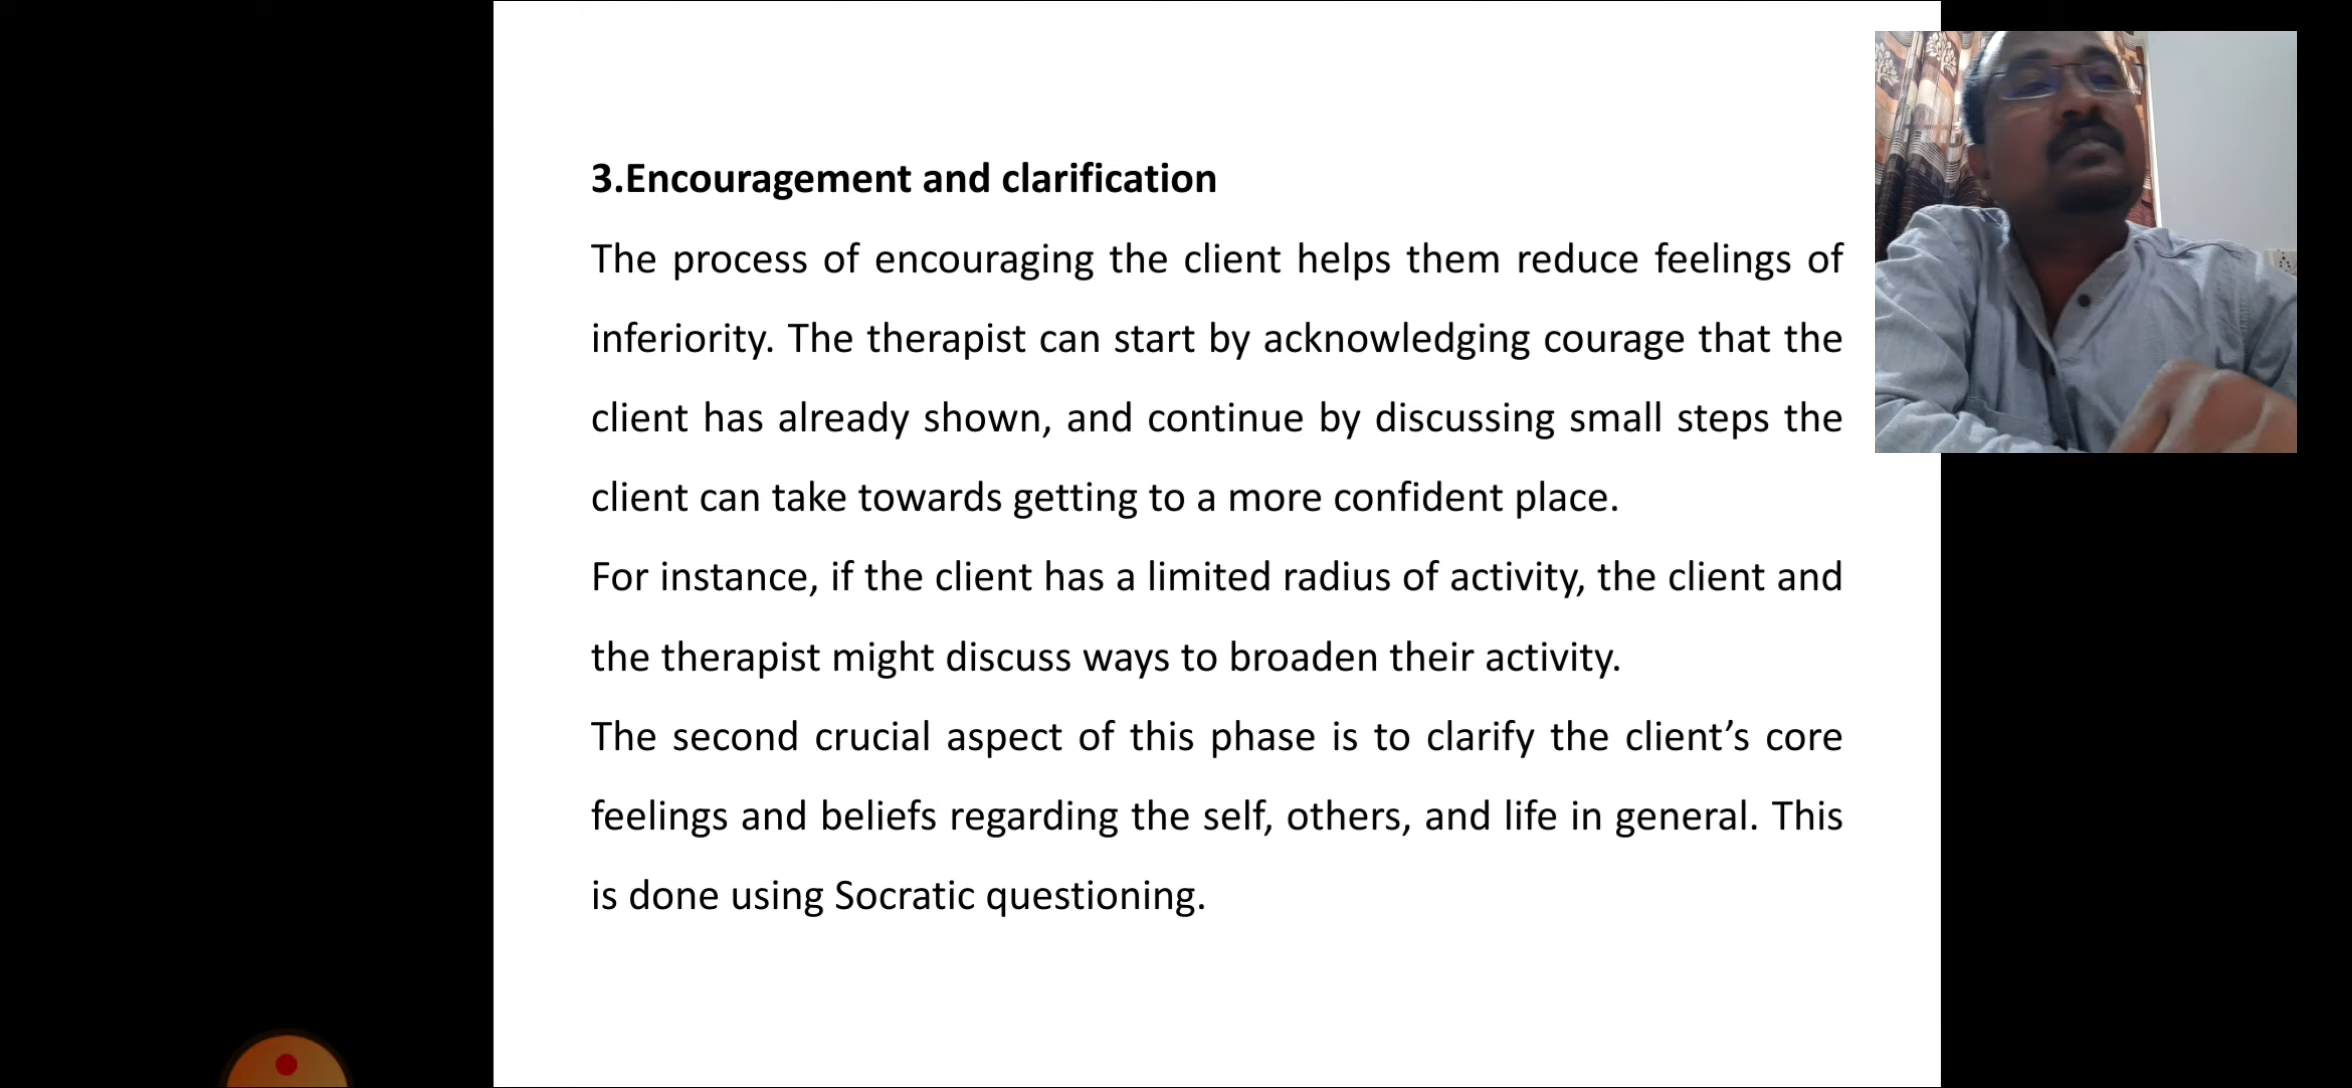 3.Encouragement and clarification
The process of encouraging the client helps them reduce feelings of
inferiority. The therapist can start by acknowledging courage that the
client has already shown, and continue by discussing small steps the
client can take towards getting to a more confident place.
For instance, if the client has a limited radius of activity, the client and
the therapist might discuss ways to broaden their activity.
The second crucial aspect of this phase is to clarify the client’s core
feelings and beliefs regarding the self, others, and life in general. This
is done using Socratic questioning.